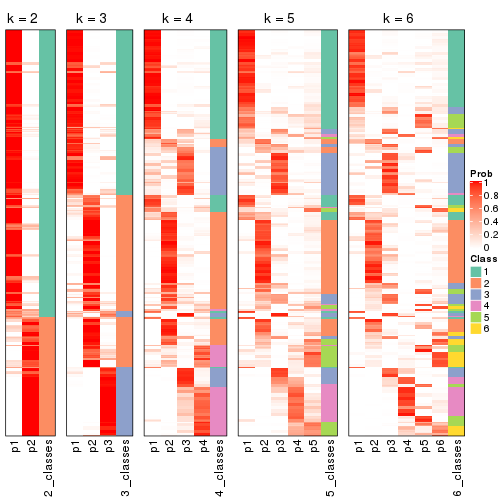 k = 2
k = 3
k = 4
k = 5
k = 6
p1
p2
2_classes
p1
p2
p3
3_classes
p1
p2
p3
p4
4_classes
p1
p2
p3
p4
p5
5_classes
p1
p2
p3
p4
p5
p6
6_classes
Prob
1
0.8
0.6
0.4
0.2
0
Class
1
2
3
4
5
6